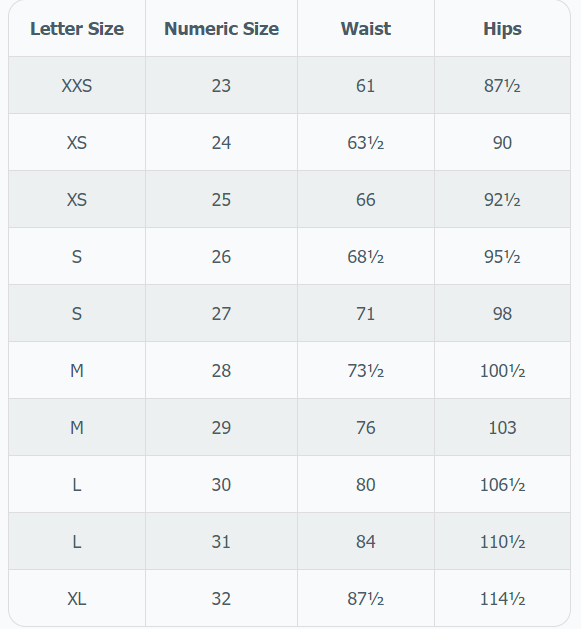 Letter Size Numeric Size Waist Hips
XXS 23 61 87½
XS 24 63½ 90
XS 25 66 92½
S 26 68½ 95½
S 27 71 98
M 28 73½ 100½
M 29 76 103
L 30 80 106½
L 31 84 110½
XL 32 87½ 114½